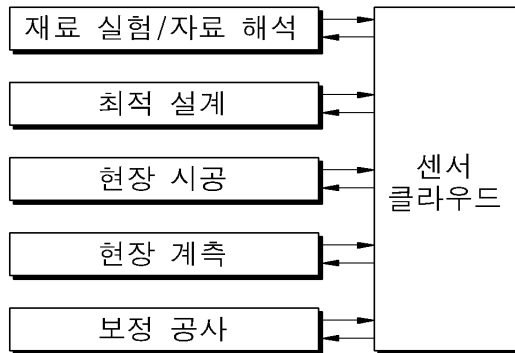 재료 실험/자료 해석
최적 설계
현장 시공
현장 계측
보정 공사
센서
클라우드